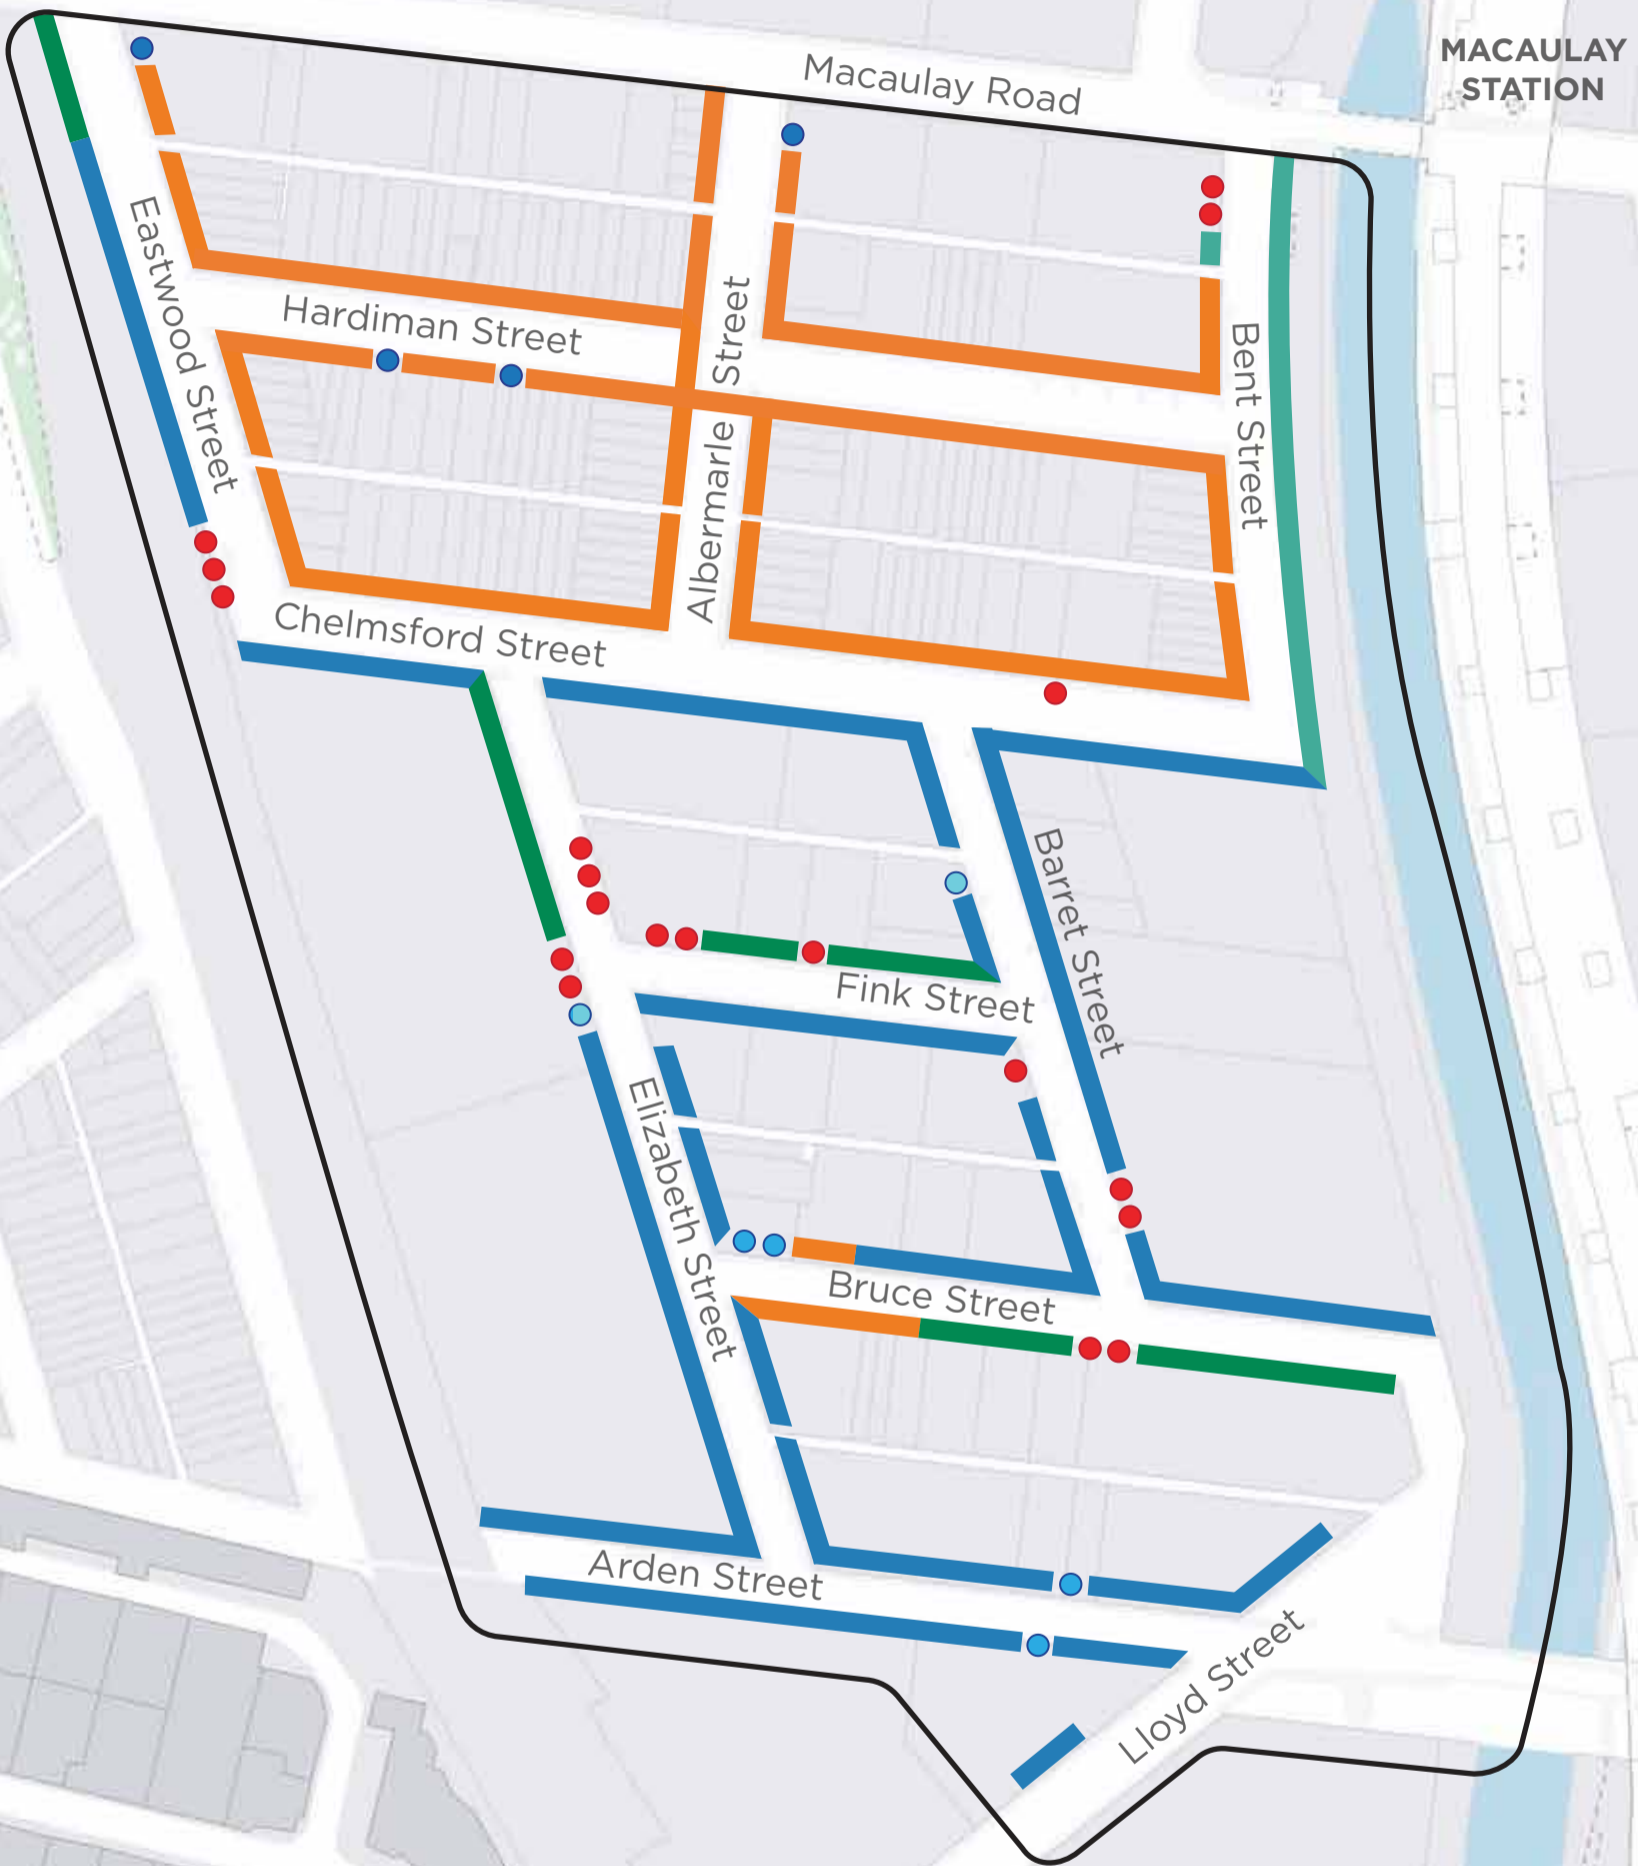 MACAULAY
STATION
Macaulay Road
Eastwood Street
Hardiman Street
Albermarle Street
Bent Street
Chelmsford Street
Barret Street
Fink Street
Elizabeth Street
Bruce Street
Arden Street
Lloyd Street